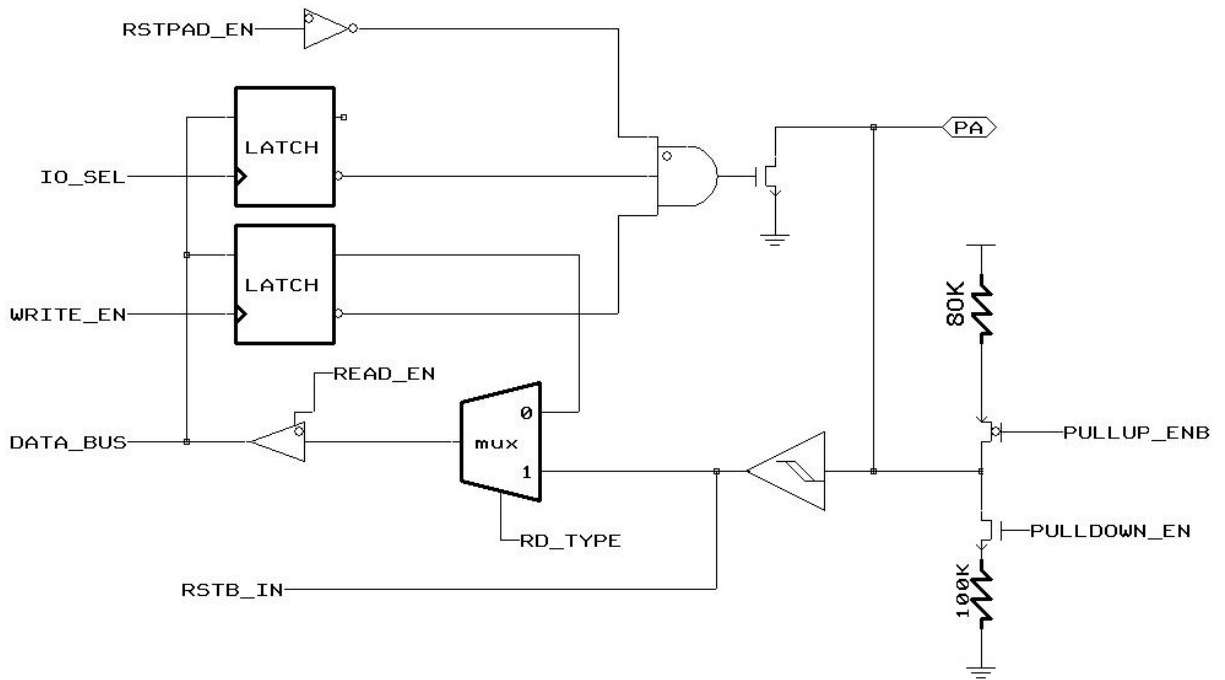 RSTPAD_EN
LATCH
PA
IO_SEL
LATCH
WRITE_EN
80K
READ_EN
0
DATA_BUS
mux
PULLUP_ENB
1
RD_TYPE
PULLDOWN_EN
RSTB_IN
100K